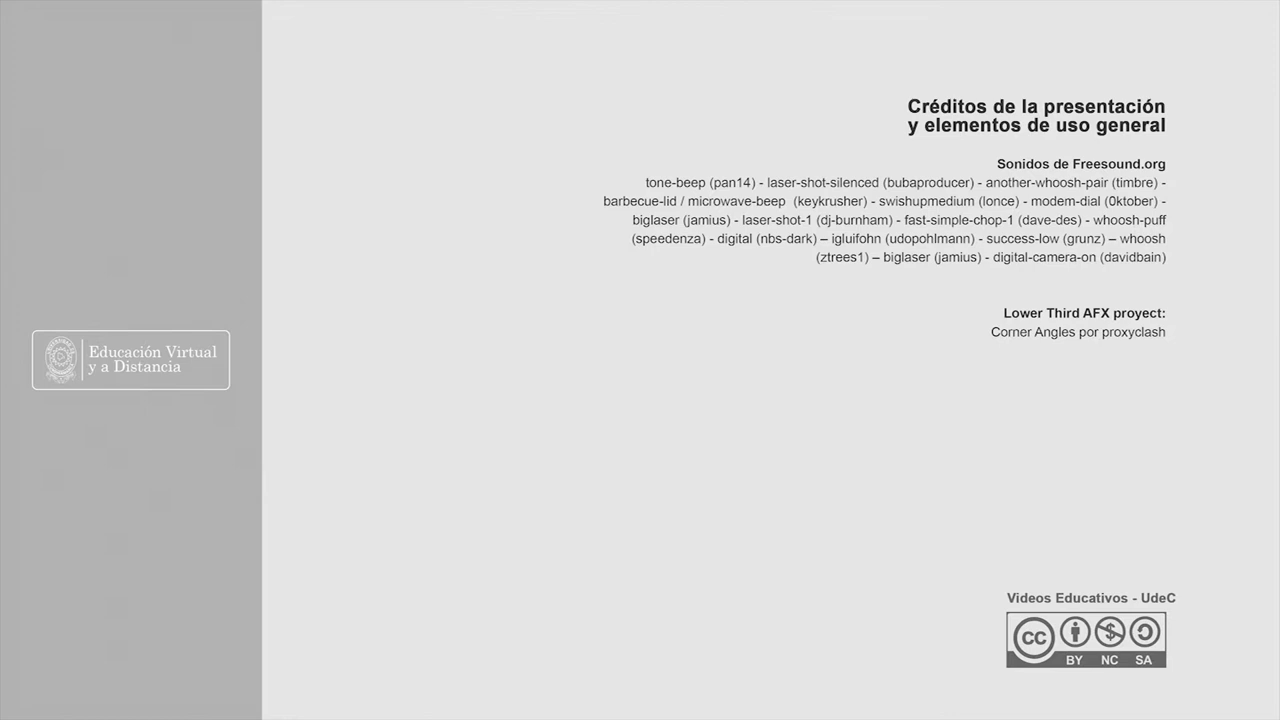 Créditos de la presentación
y elementos de uso general
Sonidos de Freesound.org
tone-beep (pan14) - laser-shot-silenced (bubaproducer) - another-whoosh-pair (timbre) -
barbecue-lid / microwave-beep (keykrusher) - swishupmedium (lonce) - modem-dial (0ktober) -
biglaser (jamius) - laser-shot-1 (dj-burnham) - fast-simple-chop-1 (dave-des) - whoosh-puff
(speedenza) - digital (nbs-dark) – igluifohn (udopohlmann) - success-low (grunz) – whoosh
(ztrees1) – biglaser (jamius) - digital-camera-on (davidbain)
Lower Third AFX proyect:
Corner Angles por proxyclash
Educación Virtual
y a Distancia
Videos Educativos - UdeC
cc
BY NC SA